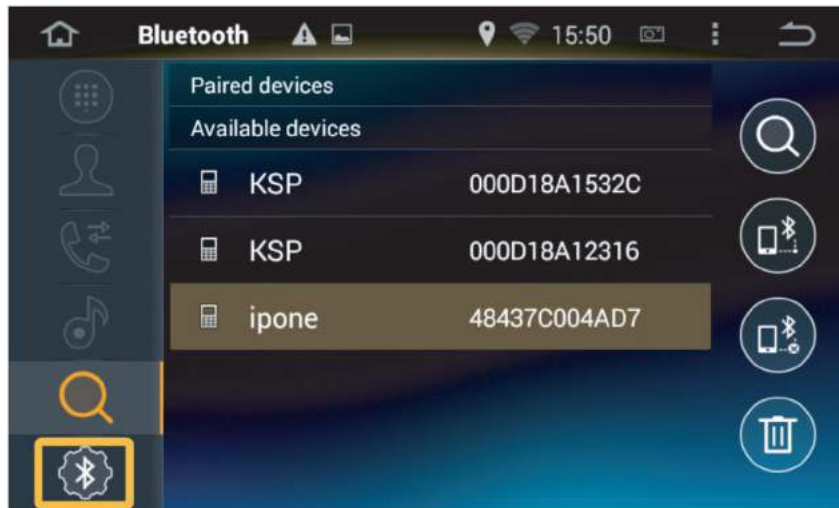 Bluetooth 15:50
Paired devices
Available devices
KSP 000D18A1532C
KSP 000D18A12316
ipone 48437C004AD7